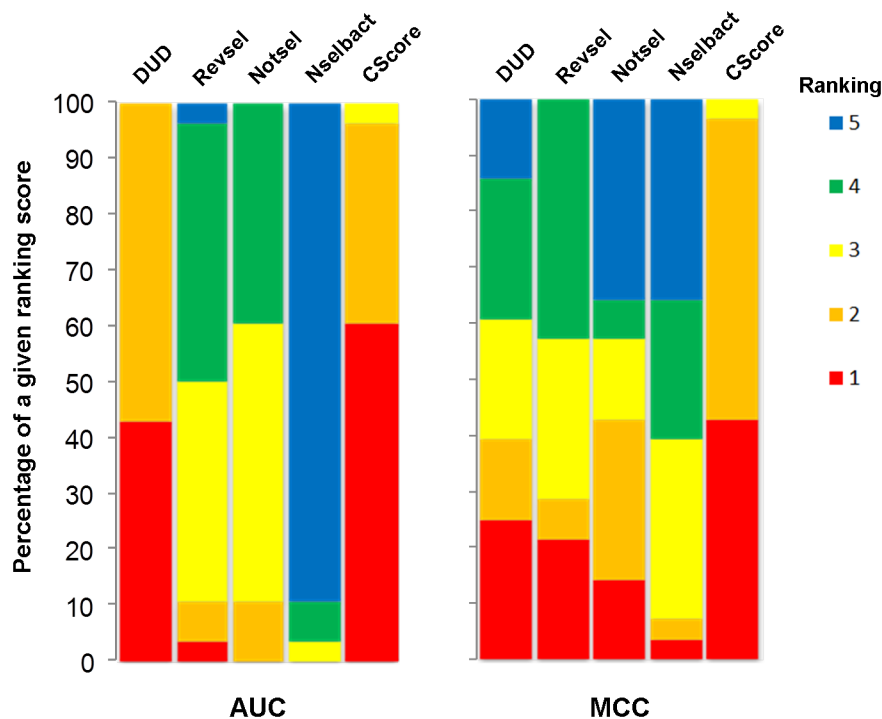 DUD
Revsel
Notsel
Nselbact
CScore
DUD
Revsel
Notsel
Nselbact
CScore
Percentage of a given ranking score
100
90
80
70
60
50
40
30
20
10
0
AUC
MCC
Ranking
5
4
3
2
1